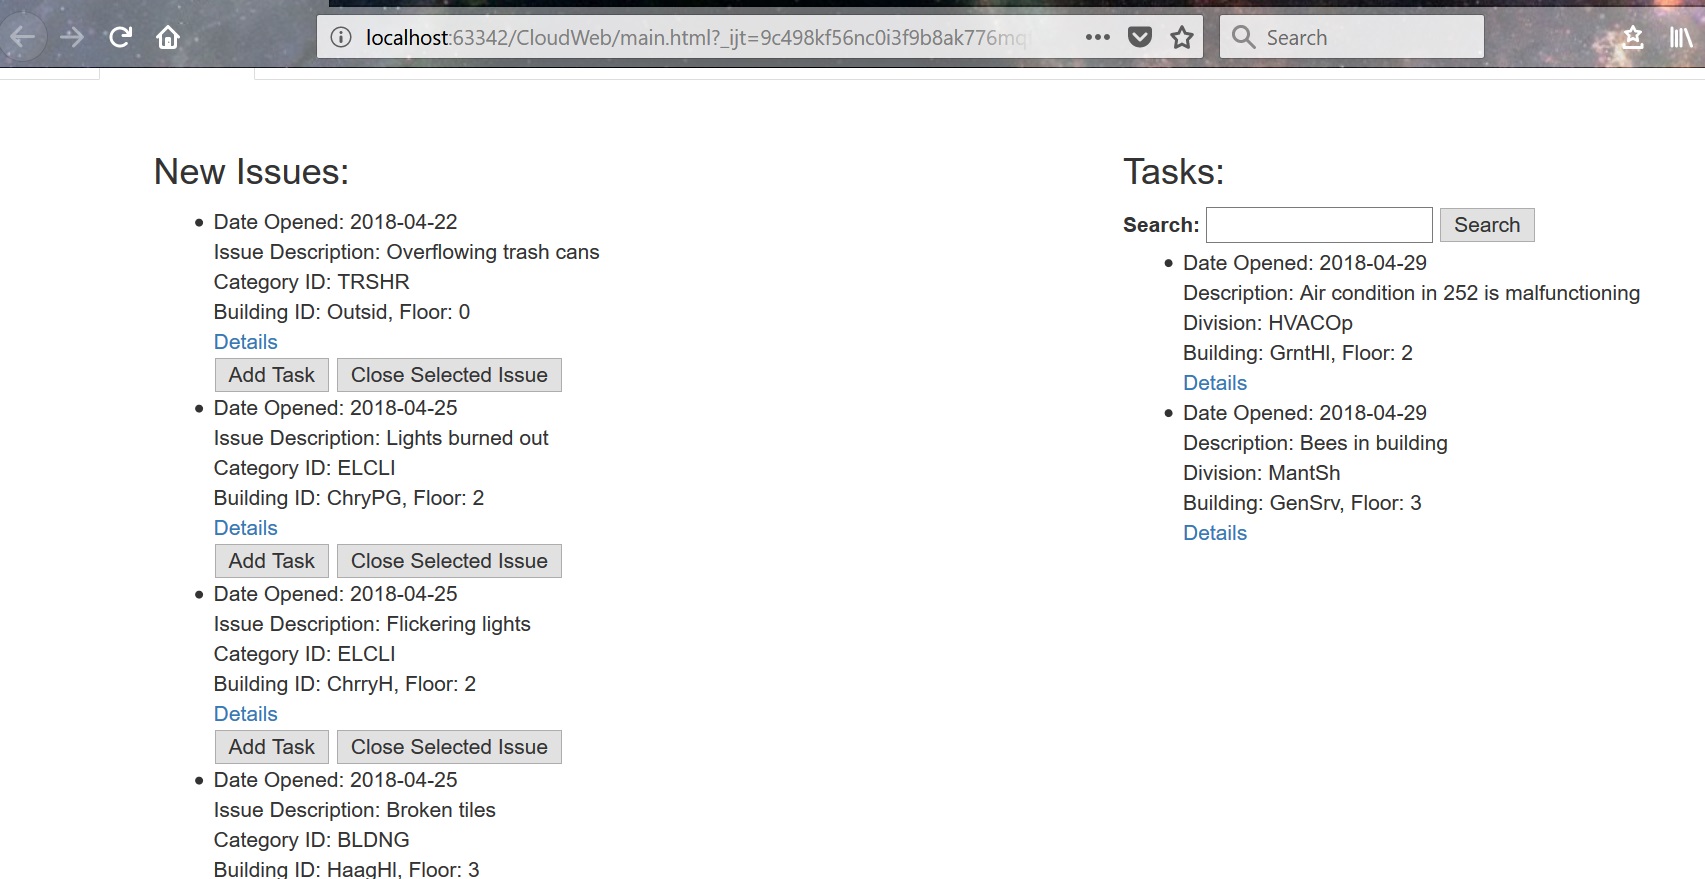 localhost:63342/CloudWeb/main.html?_ijt=9c498kf56nc0i3f9b8ak776mq
Search
New Issues:
Date Opened: 2018-04-22
Issue Description: Overflowing trash cans
Category ID: TRSHR
Building ID: Outsid, Floor: 0
Details
Add Task Close Selected Issue
Date Opened: 2018-04-25
Issue Description: Lights burned out
Category ID: ELCLI
Building ID: ChryPG, Floor: 2
Details
Add Task Close Selected Issue
Date Opened: 2018-04-25
Issue Description: Flickering lights
Category ID: ELCLI
Building ID: ChrryH, Floor: 2
Details
Add Task Close Selected Issue
Date Opened: 2018-04-25
Issue Description: Broken tiles
Category ID: BLDNG
Building ID: HaagHl, Floor: 3
Tasks:
Search: Search
Date Opened: 2018-04-29
Description: Air condition in 252 is malfunctioning
Division: HVACOp
Building: GrntHl, Floor: 2
Details
Date Opened: 2018-04-29
Description: Bees in building
Division: MantSh
Building: GenSrv, Floor: 3
Details